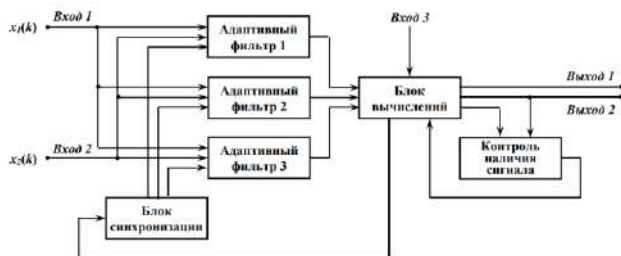 x₁(k) Вход 1
Адаптивный
фильтр 1
Вход 3
Адаптивный
фильтр 2
Блок
вычислений
Выход 1
Выход 2
x₂(k) Вход 2
Адаптивный
фильтр 3
Контроль
наличия
сигнала
Блок
синхронизации